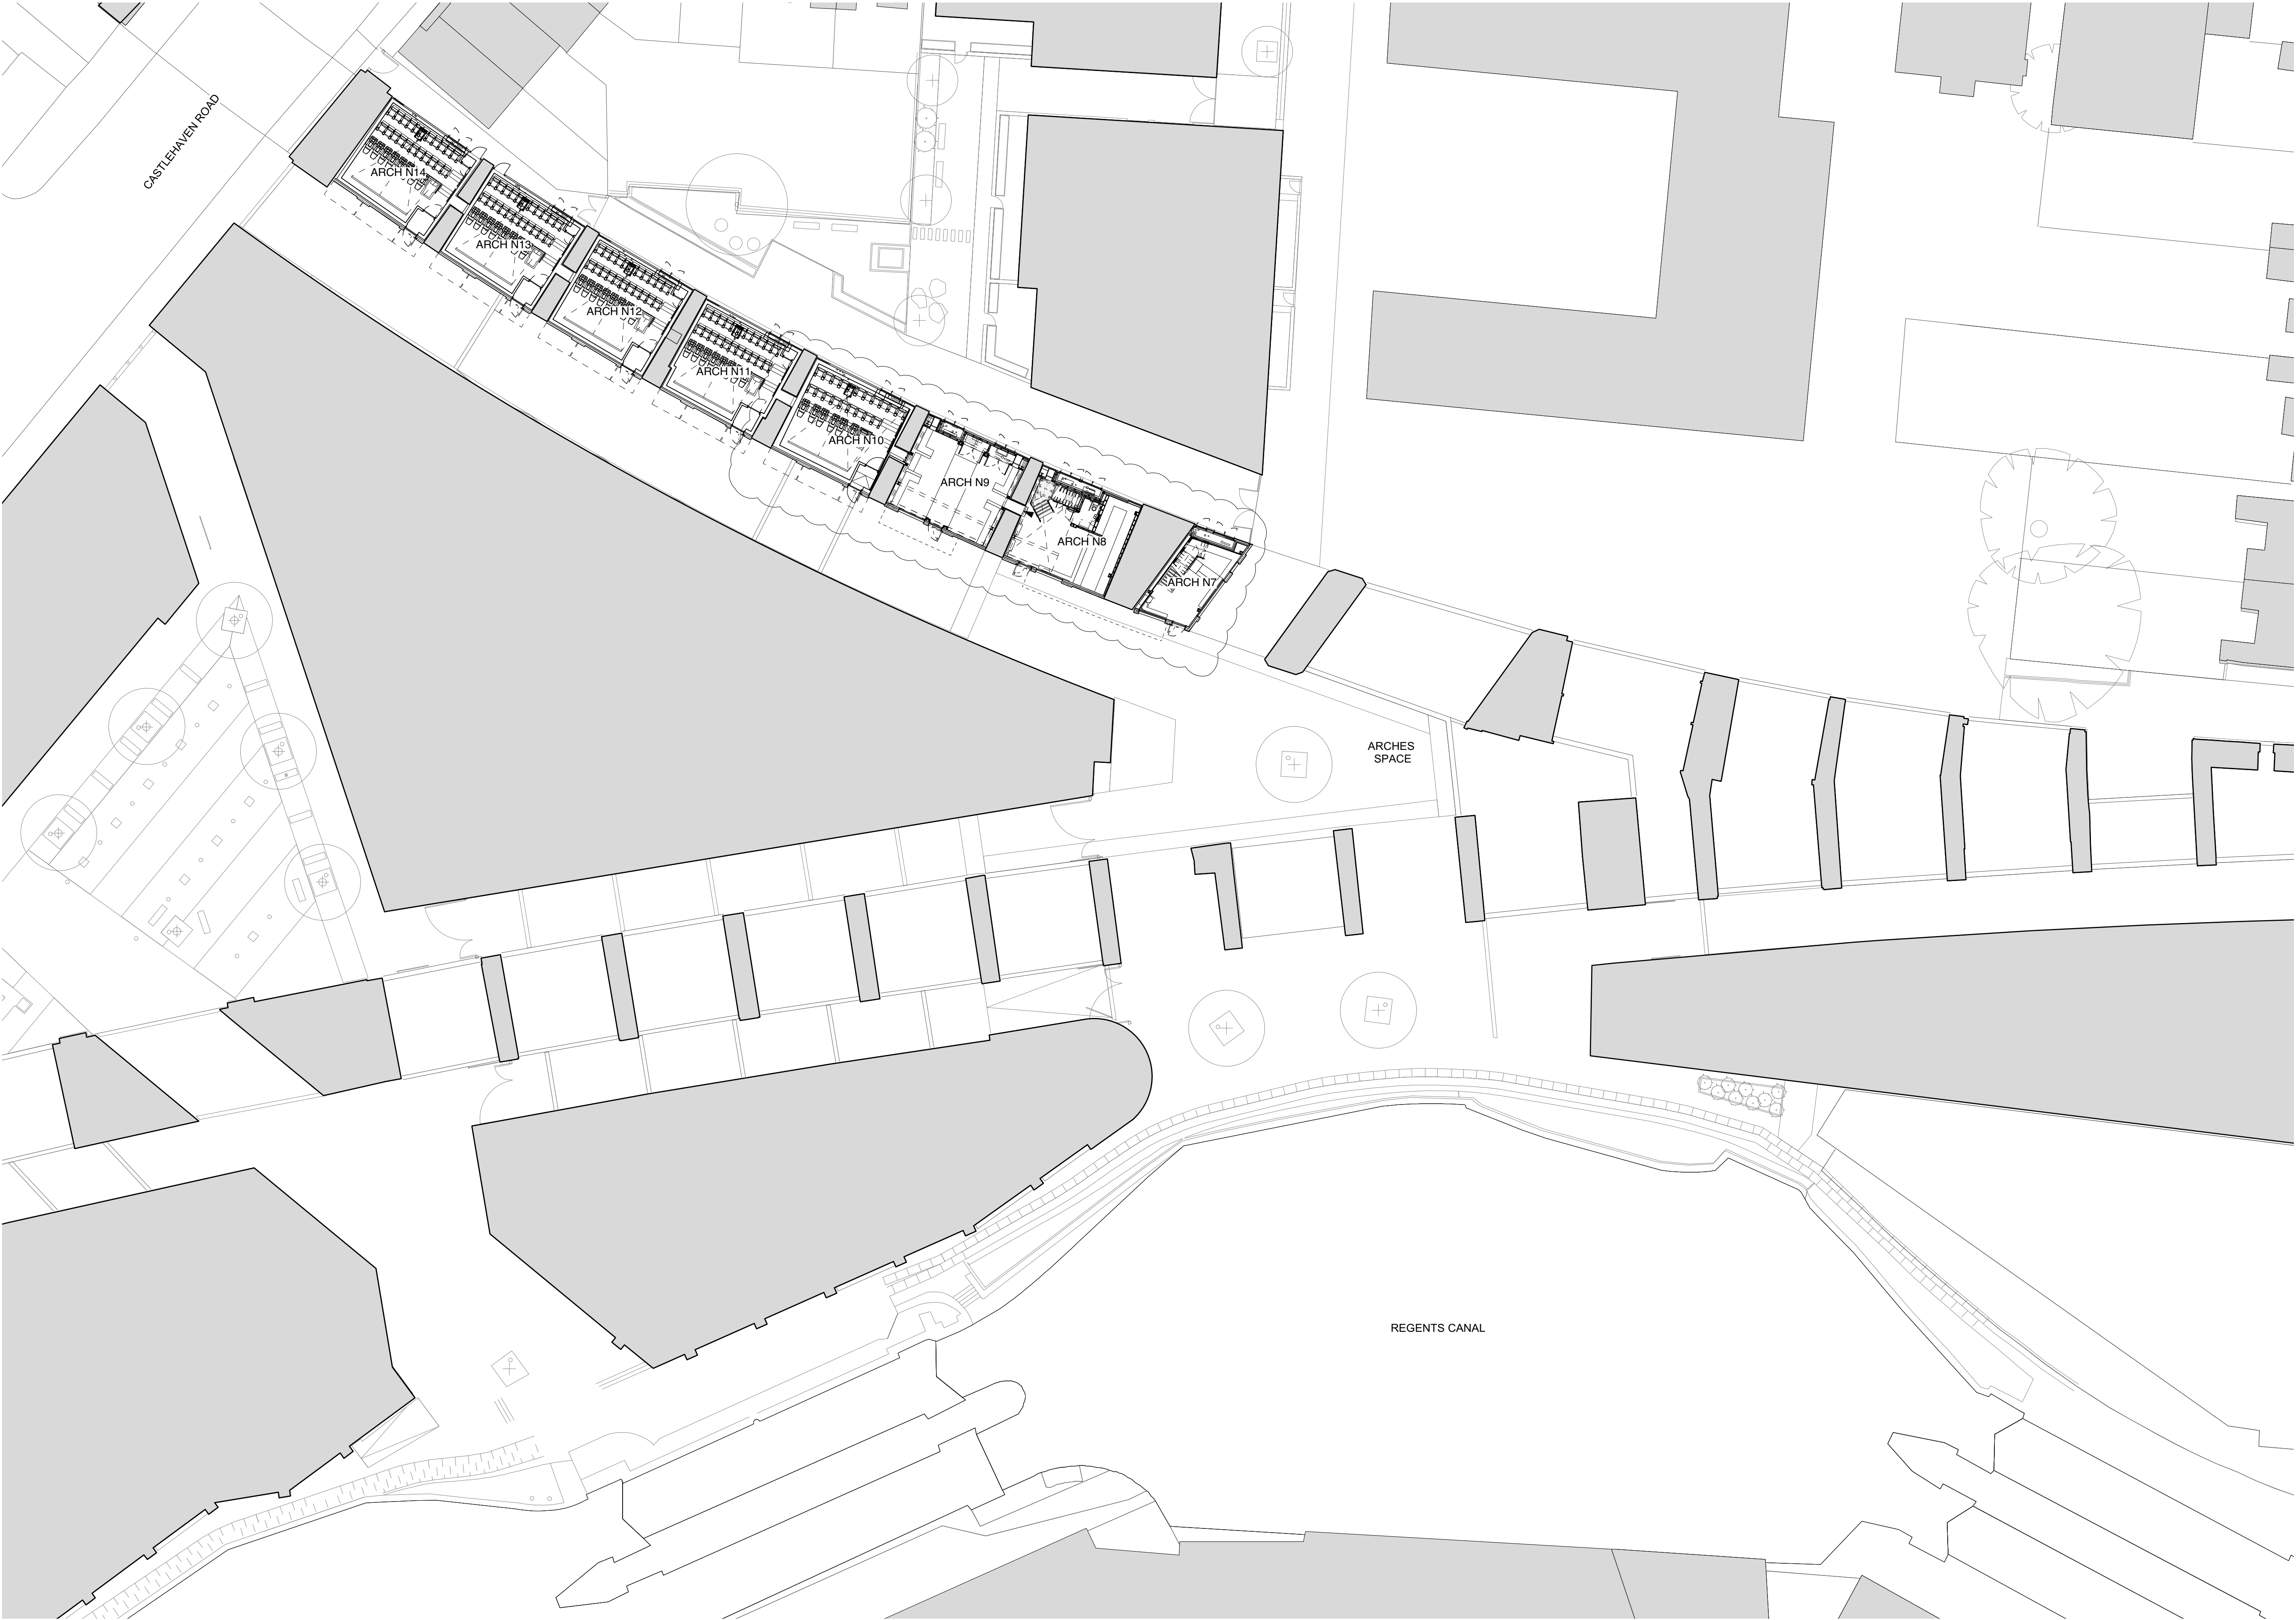 CASTLEHAVEN ROAD
ARCH N14
ARCH N13
ARCH N12
ARCH N11
ARCH N10
ARCH N9
ARCH N8
ARCH N7
ARCHES
SPACE
REGENTS CANAL